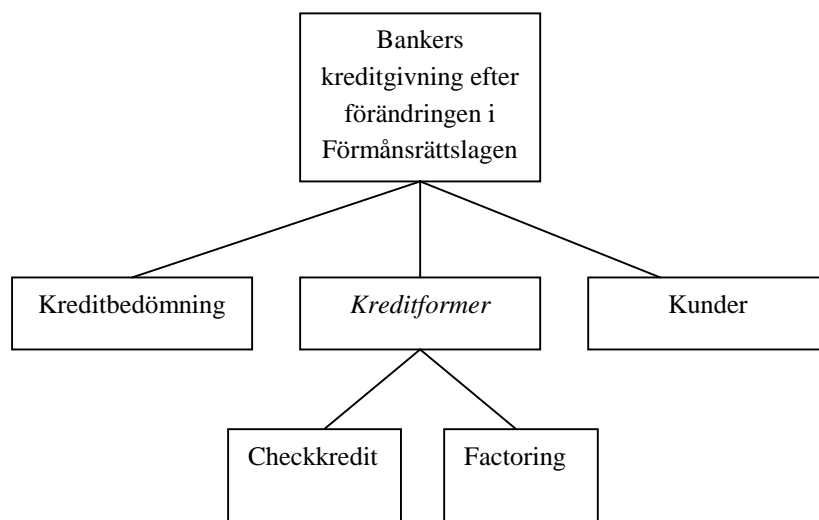 Bankers
kreditgivning efter
förändringen i
Förmånsrättslagen
Kreditbedömning
Kreditformer
Kunder
Checkkredit
Factoring